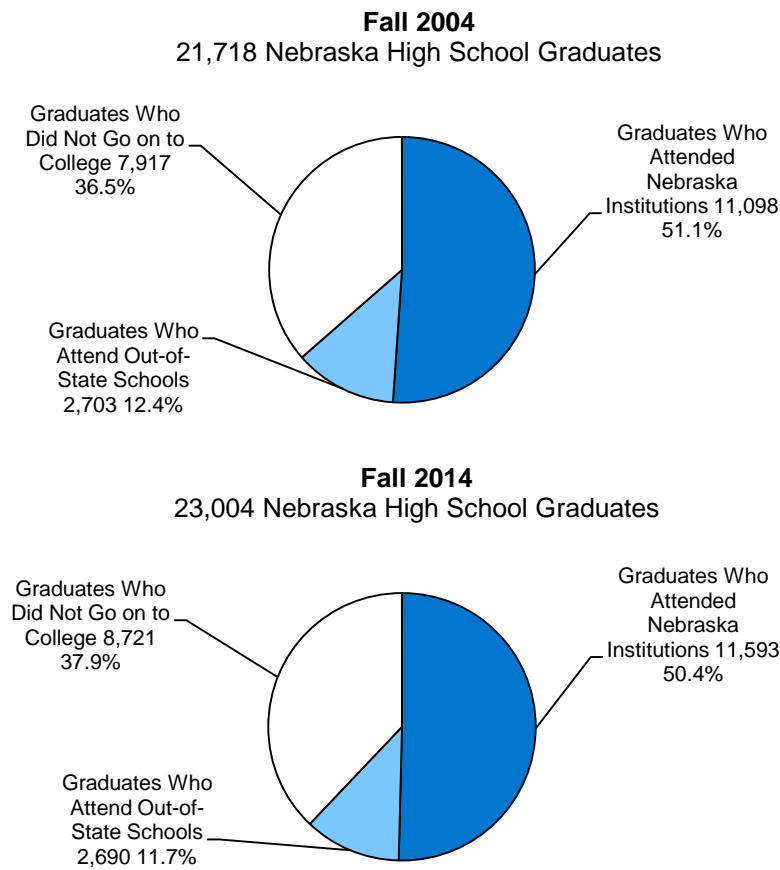 Fall 2004
21,718 Nebraska High School Graduates
Graduates Who
Did Not Go on to
College 7,917
36.5%
Graduates Who
Attended
Nebraska
Institutions 11,098
51.1%
Graduates Who
Attend Out-of-
State Schools
2,703 12.4%
Fall 2014
23,004 Nebraska High School Graduates
Graduates Who
Did Not Go on to
College 8,721
37.9%
Graduates Who
Attended
Nebraska
Institutions 11,593
50.4%
Graduates Who
Attend Out-of-
State Schools
2,690 11.7%